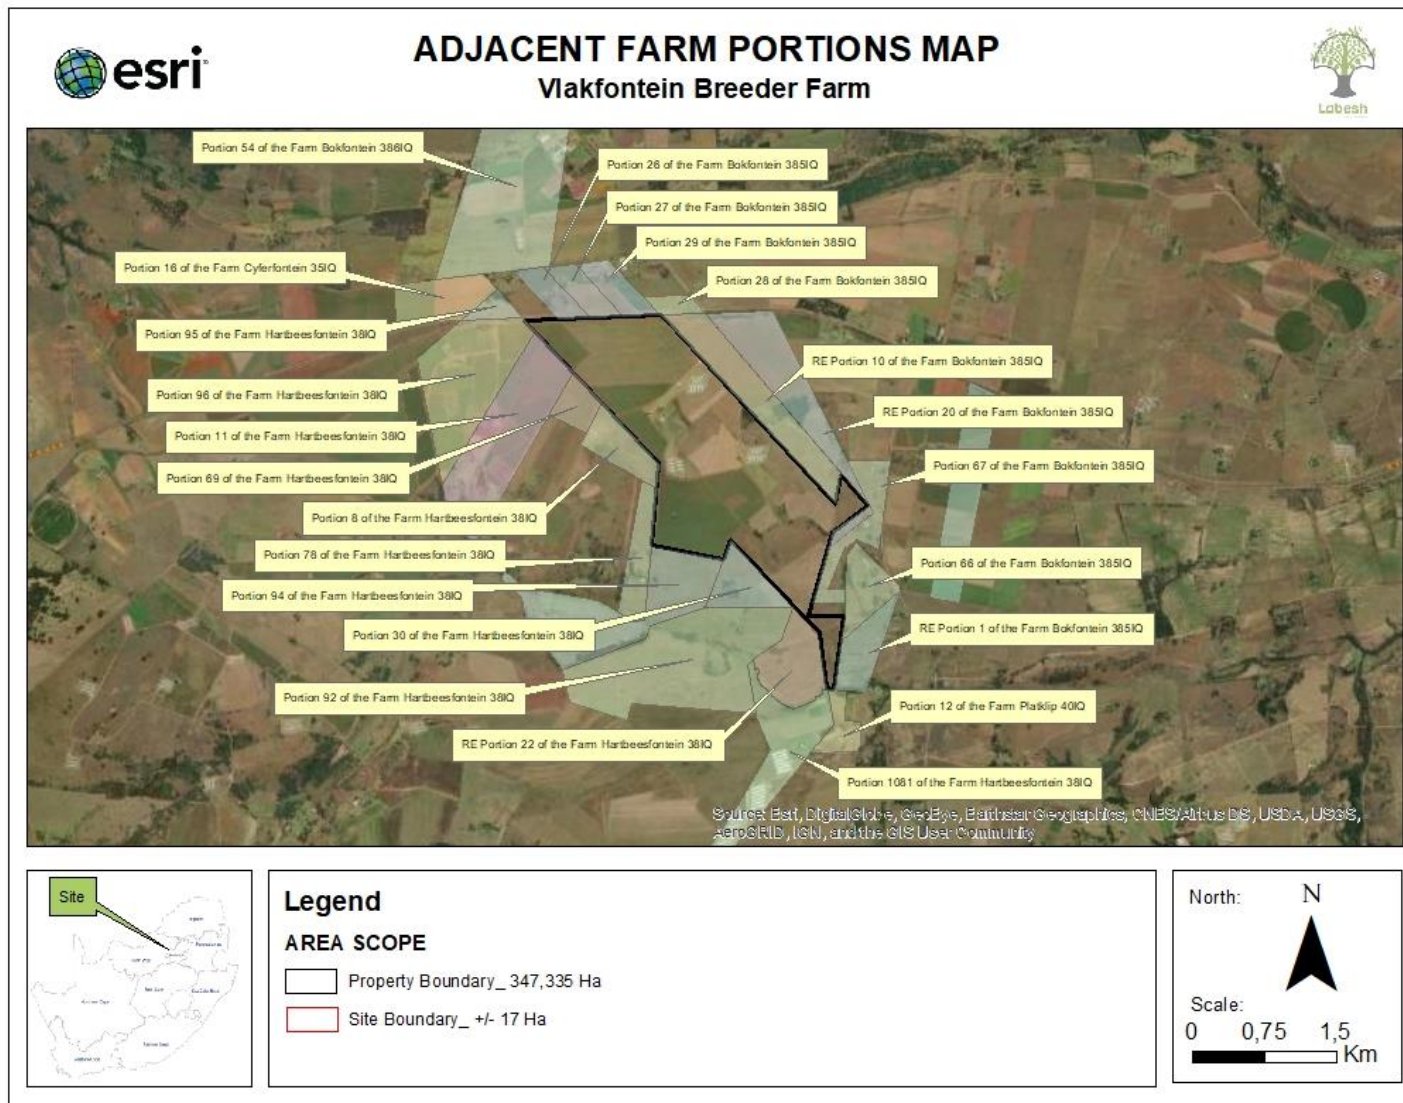 esri
ADJACENT FARM PORTIONS MAP
Vlakfontein Breeder Farm
Labesh
Portion 54 of the Farm Bokfontein 386IQ
Portion 26 of the Farm Bokfontein 385IQ
Portion 27 of the Farm Bokfontein 385IQ
Portion 29 of the Farm Bokfontein 385IQ
Portion 16 of the Farm Cyferfontein 35IQ
Portion 28 of the Farm Bokfontein 385IQ
Portion 95 of the Farm Hartbeesfontein 38IQ
RE Portion 10 of the Farm Bokfontein 385IQ
Portion 96 of the Farm Hartbeesfontein 38IQ
RE Portion 20 of the Farm Bokfontein 385IQ
Portion 11 of the Farm Hartbeesfontein 38IQ
Portion 67 of the Farm Bokfontein 385IQ
Portion 69 of the Farm Hartbeesfontein 38IQ
Portion 8 of the Farm Hartbeesfontein 38IQ
Portion 78 of the Farm Hartbeesfontein 38IQ
Portion 66 of the Farm Bokfontein 385IQ
Portion 94 of the Farm Hartbeesfontein 38IQ
Portion 30 of the Farm Hartbeesfontein 38IQ
RE Portion 1 of the Farm Bokfontein 385IQ
Portion 92 of the Farm Hartbeesfontein 38IQ
Portion 12 of the Farm Platklip 40IQ
RE Portion 22 of the Farm Hartbeesfontein 38IQ
Portion 1081 of the Farm Hartbeesfontein 38IQ
Source: Esri, DigitalGlobe, GeoEye, Earthstar Geographics, CNES/Airbus DS, USDA, USGS,
AeroGRID, IGN, and the GIS User Community
Site
Legend
AREA SCOPE
Property Boundary_ 347,335 Ha
Site Boundary_ +/- 17 Ha
North:
N
Scale:
0 0,75 1,5
Km